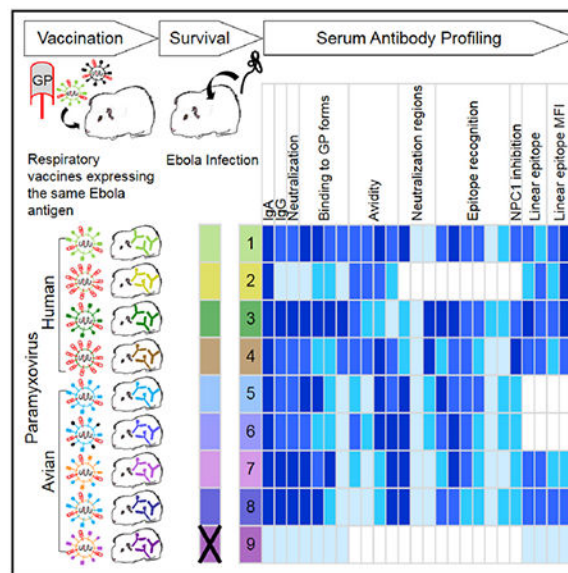 Vaccination
Survival
Serum Antibody Profiling
GP
Respiratory
vaccines expressing
the same Ebola
antigen
Ebola Infection
IgA
IgG
Neutralization
Binding to GP forms
Avidity
Neutralization regions
Epitope recognition
NPC1 inhibition
Linear epitope
Linear epitope MFI
Paramyxovirus
Human
Avian
1
2
3
4
5
6
7
8
X
9